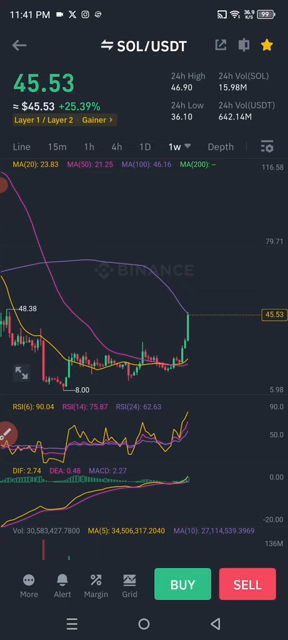 11:41 PM
36.9
K/S
99
SOL/USDT
45.53
≈ $45.53 +25.39%
Layer 1 / Layer 2 · Gainer >
24h High
46.90
24h Vol(SOL)
15.98M
24h Low
36.10
24h Vol(USDT)
642.14M
Line 15m 1h 4h 1D 1w Depth
MA(20): 23.83 MA(50): 21.25 MA(100): 46.16 MA(200): --
116.58
79.71
BINANCE
48.38
45.53
8.00
5.98
RSI(6): 90.04 RSI(14): 75.87 RSI(24): 62.63
90.0
50.0
DIF: 2.74 DEA: 0.48 MACD: 2.27
0.00
-20.00
Vol: 30,583,427.7800 MA(5): 34,506,317.2040 MA(10): 27,114,539.3969
136M
More Alert Margin Grid BUY SELL